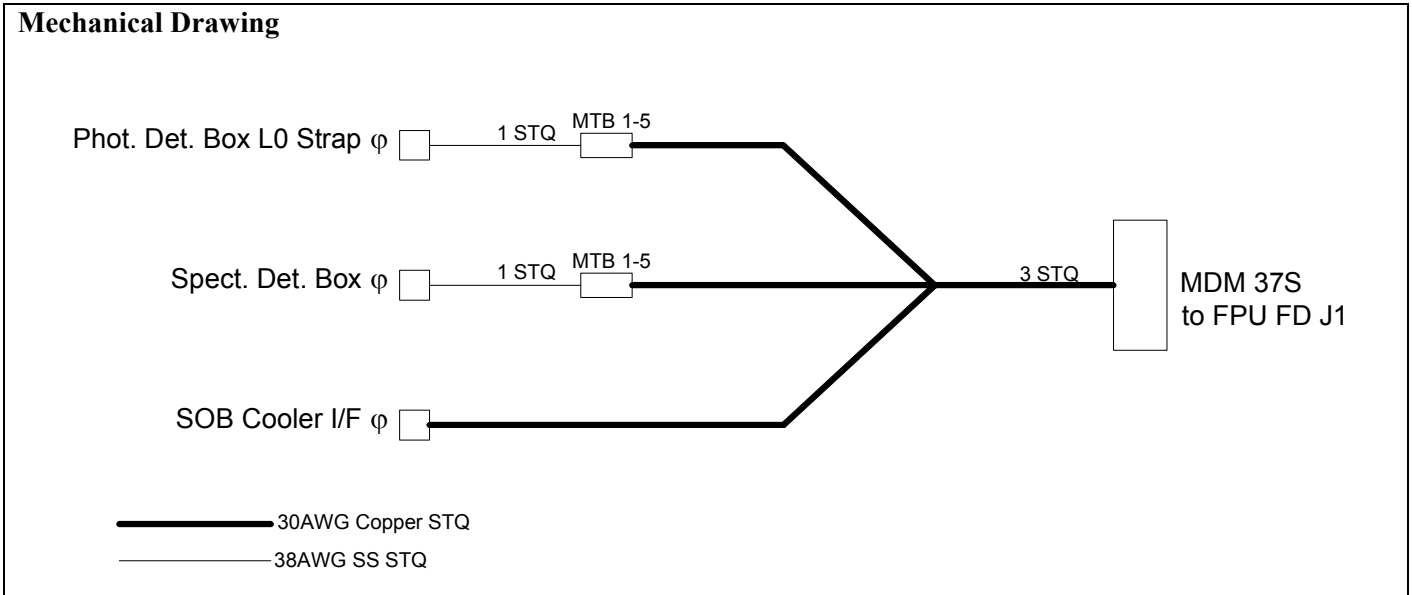 Mechanical Drawing
Phot. Det. Box L0 Strap φ
1 STQ
MTB 1-5
Spect. Det. Box φ
1 STQ
MTB 1-5
3 STQ
MDM 37S
to FPU FD J1
SOB Cooler I/F φ
30AWG Copper STQ
38AWG SS STQ